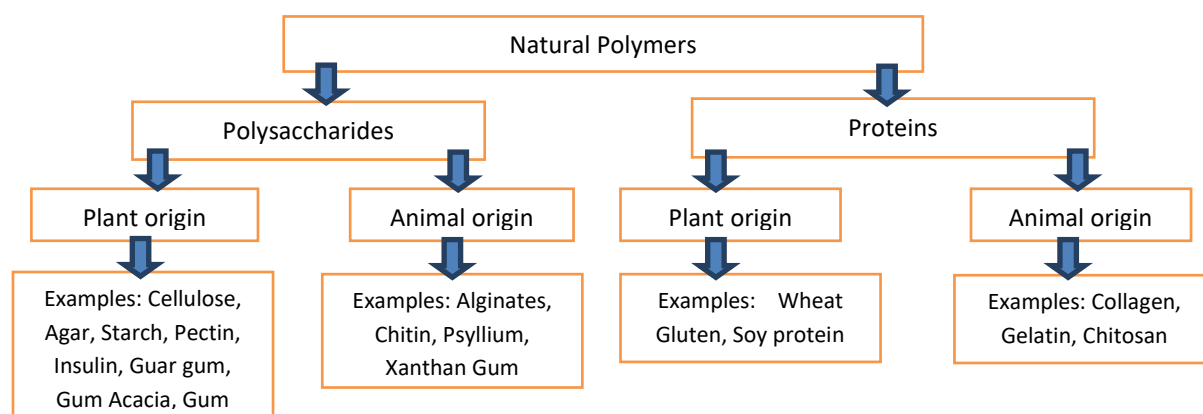 Natural Polymers
Polysaccharides
Proteins
Plant origin
Animal origin
Plant origin
Animal origin
Examples: Cellulose,
Agar, Starch, Pectin,
Insulin, Guar gum,
Gum Acacia, Gum
Examples: Alginates,
Chitin, Psyllium,
Xanthan Gum
Examples: Wheat
Gluten, Soy protein
Examples: Collagen,
Gelatin, Chitosan